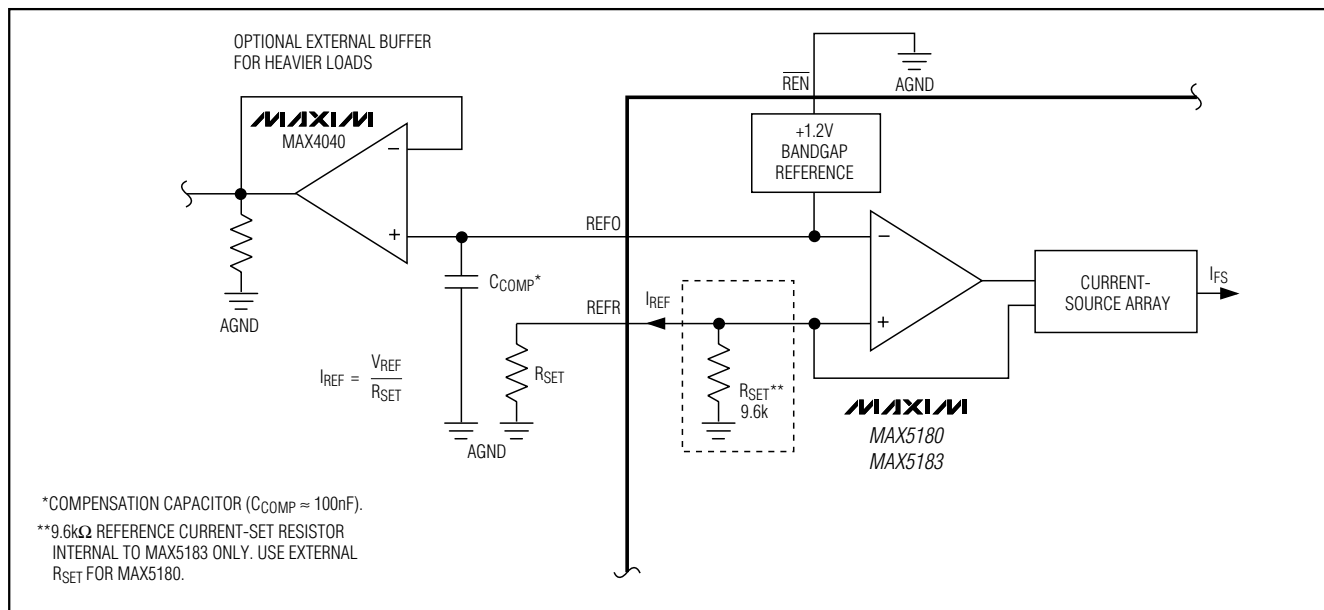 OPTIONAL EXTERNAL BUFFER
FOR HEAVIER LOADS
MAXIM
MAX4040
−
+
AGND
REN
AGND
+1.2V
BANDGAP
REFERENCE
REFO
CCOMP*
REFR
IREF
RSET
AGND
IREF = VREF
RSET
RSET**
9.6k
−
+
CURRENT-
SOURCE ARRAY
IFS
MAXIM
MAX5180
MAX5183
*COMPENSATION CAPACITOR (CCOMP ≈ 100nF).
**9.6kΩ REFERENCE CURRENT-SET RESISTOR
INTERNAL TO MAX5183 ONLY. USE EXTERNAL
RSET FOR MAX5180.